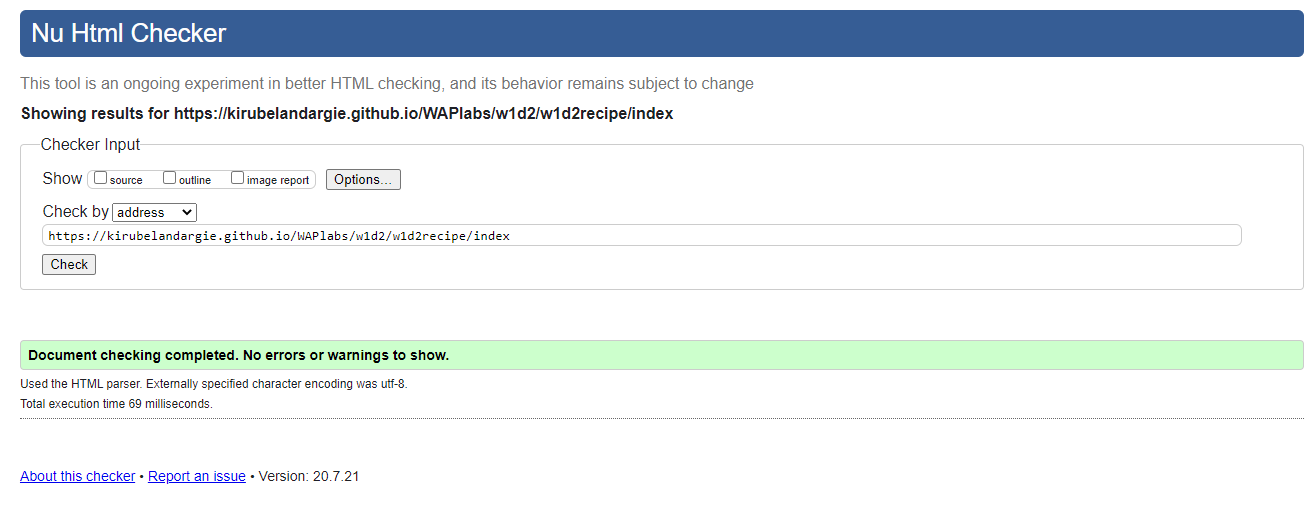 Nu Html Checker
This tool is an ongoing experiment in better HTML checking, and its behavior remains subject to change
Showing results for https://kirubelandargie.github.io/WAPlabs/w1d2/w1d2recipe/index
Checker Input
Show source outline image report Options...
Check by address
https://kirubelandargie.github.io/WAPlabs/w1d2/w1d2recipe/index
Check
Document checking completed. No errors or warnings to show.
Used the HTML parser. Externally specified character encoding was utf-8.
Total execution time 69 milliseconds.
About this checker • Report an issue • Version: 20.7.21